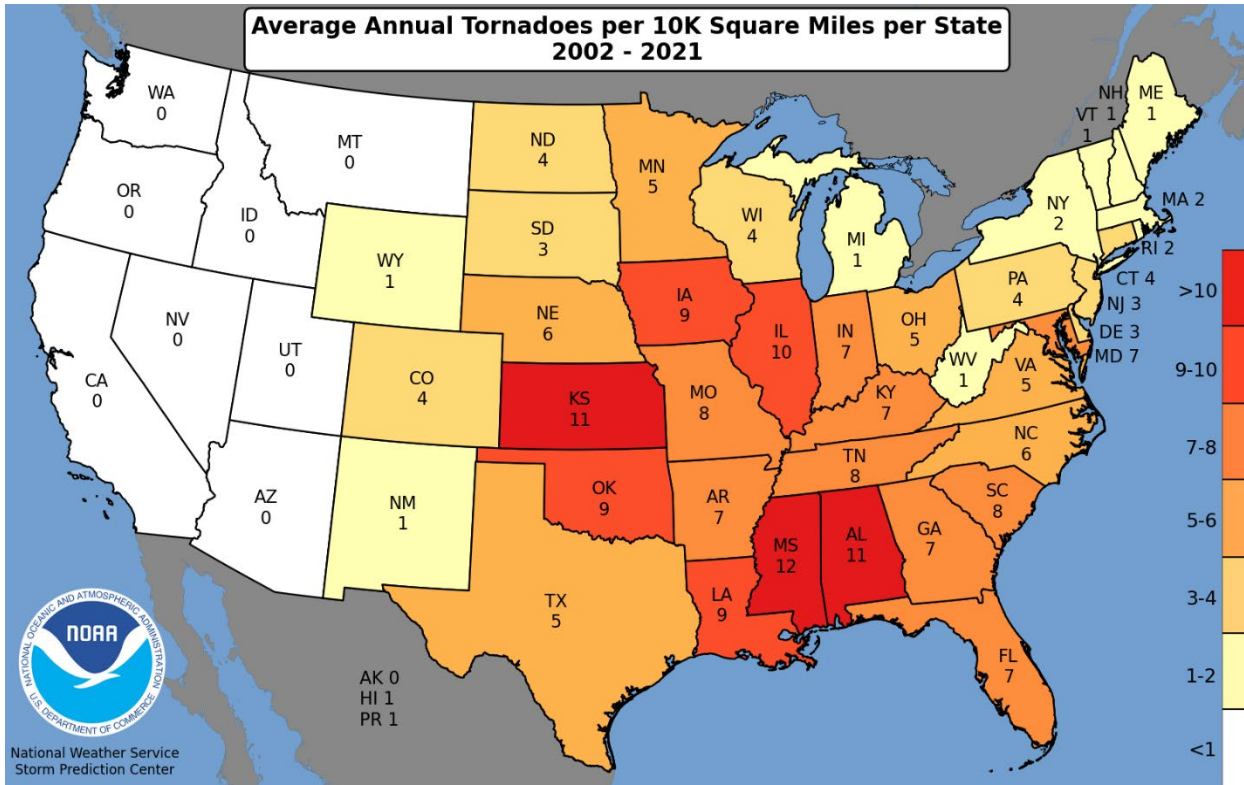 Average Annual Tornadoes per 10K Square Miles per State
2002 - 2021
WA
0
OR
0
CA
0
NV
0
ID
0
MT
0
UT
0
AZ
0
WY
1
CO
4
NM
1
ND
4
SD
3
NE
6
KS
11
OK
9
TX
5
MN
5
IA
9
MO
8
AR
7
LA
9
WI
4
IL
10
MI
1
IN
7
OH
5
KY
7
TN
8
MS
12
AL
11
GA
7
FL
7
SC
8
NC
6
VA
5
WV
1
PA
4
NY
2
VT
1
NH
1
ME
1
MA 2
RI 2
CT 4
NJ 3
DE 3
MD 7
AK 0
HI 1
PR 1
>10
9-10
7-8
5-6
3-4
1-2
<1
NATIONAL OCEANIC AND ATMOSPHERIC ADMINISTRATION
NOAA
U.S. DEPARTMENT OF COMMERCE
National Weather Service
Storm Prediction Center